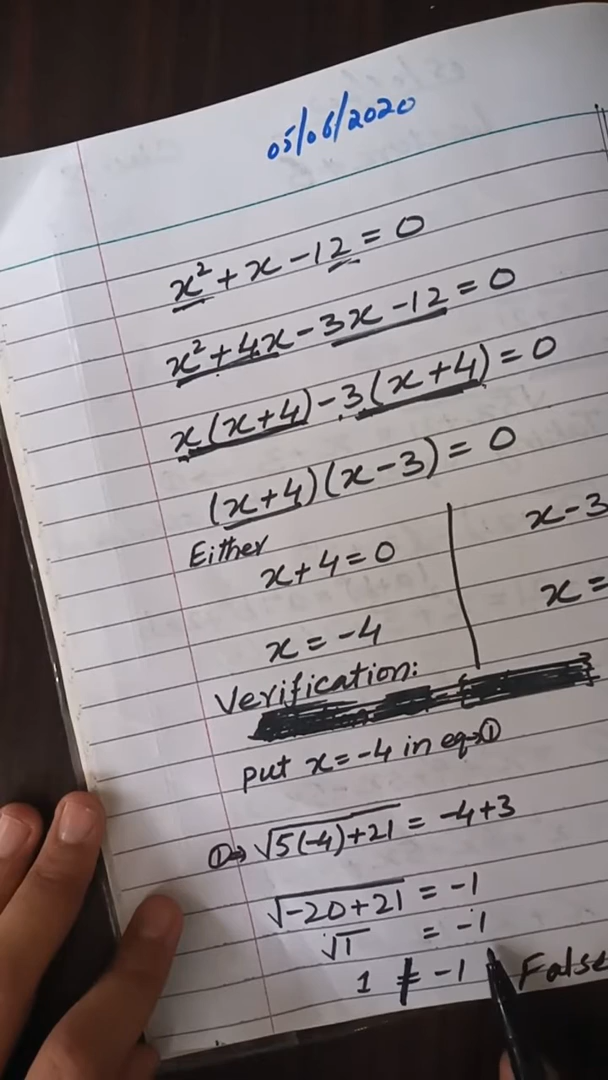 05/06/2020
x² + x - 12 = 0
x² + 4x - 3x - 12 = 0
x(x+4) - 3(x+4) = 0
(x+4)(x-3) = 0
Either
x + 4 = 0
x - 3
x = -4
x =
Verification:
put x = -4 in eq→①
①⇒ √5(-4)+21 = -4+3
√-20+21 = -1
√1 = -1
1 ≠ -1 False